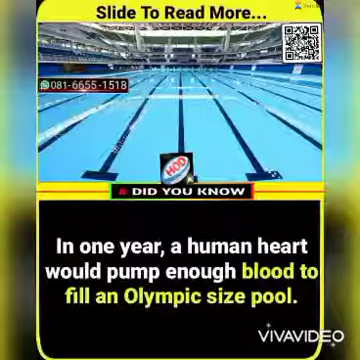 Slide To Read More...
081-6655-1518
HOD
DID YOU KNOW
In one year, a human heart
would pump enough blood to
fill an Olympic size pool.
VIVAVIDEO